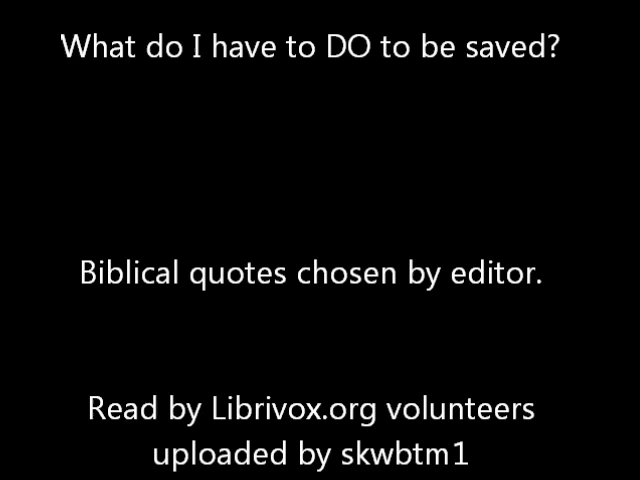 What do I have to DO to be saved?
Biblical quotes chosen by editor.
Read by Librivox.org volunteers
uploaded by skwbtm1